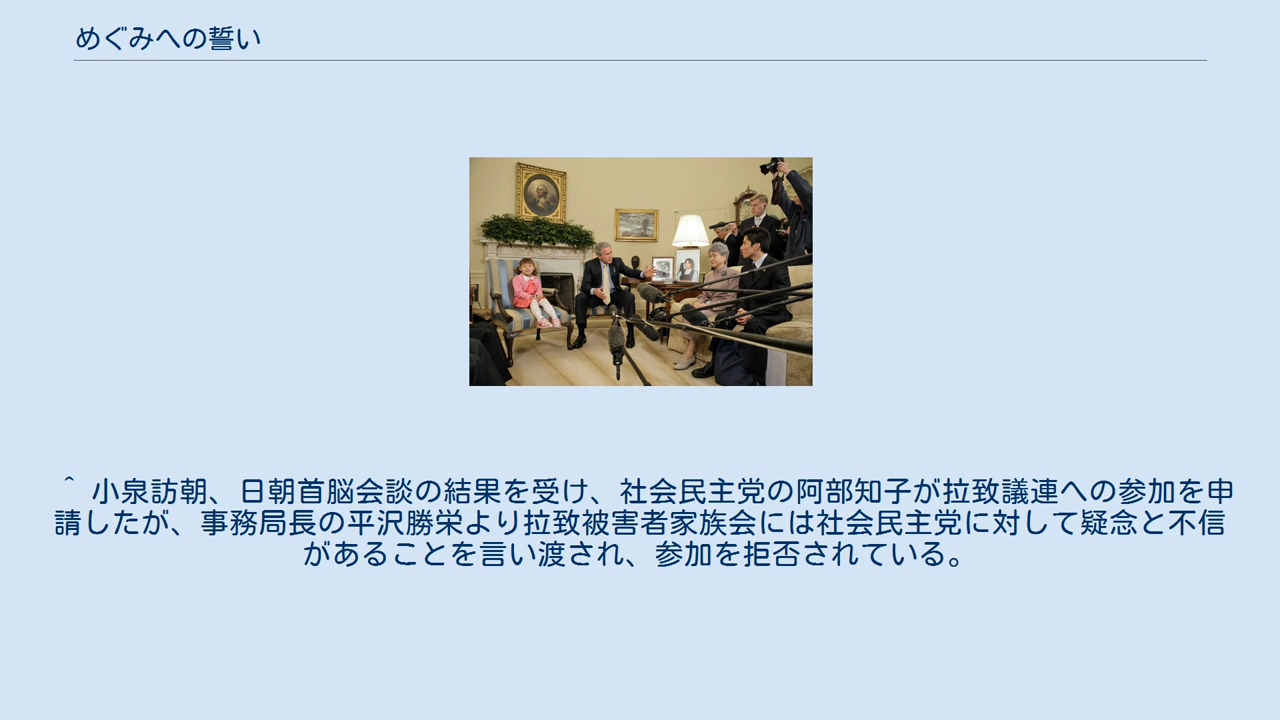 めぐみへの誓い
^ 小泉訪朝、日朝首脳会談の結果を受け、社会民主党の阿部知子が拉致議連への参加を申
請したが、事務局長の平沢勝栄より拉致被害者家族会には社会民主党に対して疑念と不信
があることを言い渡され、参加を拒否されている。